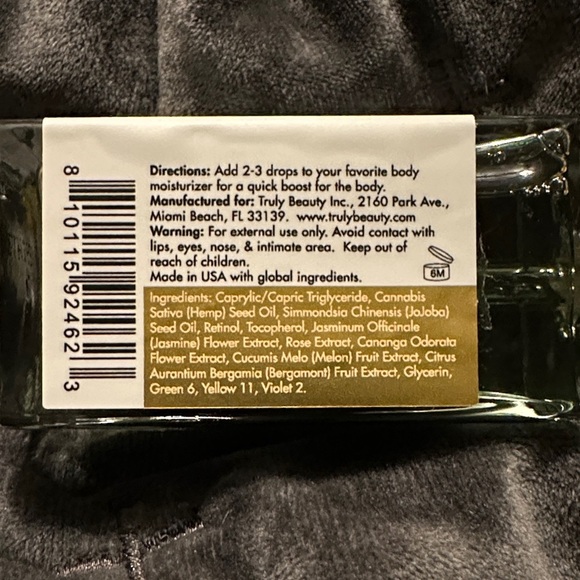 Directions: Add 2-3 drops to your favorite body
moisturizer for a quick boost for the body.
Manufactured for: Truly Beauty Inc., 2160 Park Ave.,
Miami Beach, FL 33139. www.trulybeauty.com
Warning: For external use only. Avoid contact with
lips, eyes, nose, & intimate area. Keep out of
reach of children.
Made in USA with global ingredients.
6M
Ingredients: Caprylic/Capric Triglyceride, Cannabis
Sativa (Hemp) Seed Oil, Simmondsia Chinensis (Jojoba)
Seed Oil, Retinol, Tocopherol, Jasminum Officinale
(Jasmine) Flower Extract, Rose Extract, Cananga Odorata
Flower Extract, Cucumis Melo (Melon) Fruit Extract, Citrus
Aurantium Bergamia (Bergamont) Fruit Extract, Glycerin,
Green 6, Yellow 11, Violet 2.
8 10115 92462 3